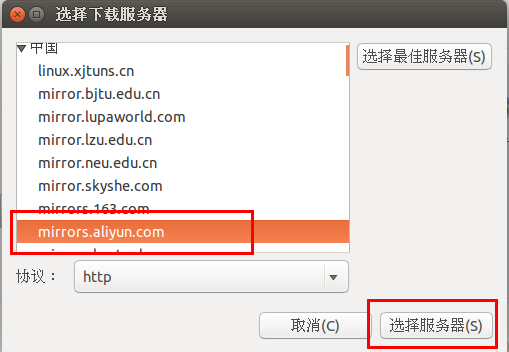 选择下载服务器
中国
linux.xjtuns.cn
mirror.bjtu.edu.cn
mirror.lupaworld.com
mirror.lzu.edu.cn
mirror.neu.edu.cn
mirror.skyshe.com
mirrors.163.com
mirrors.aliyun.com
选择最佳服务器(S)
协议：
http
取消(C)
选择服务器(S)